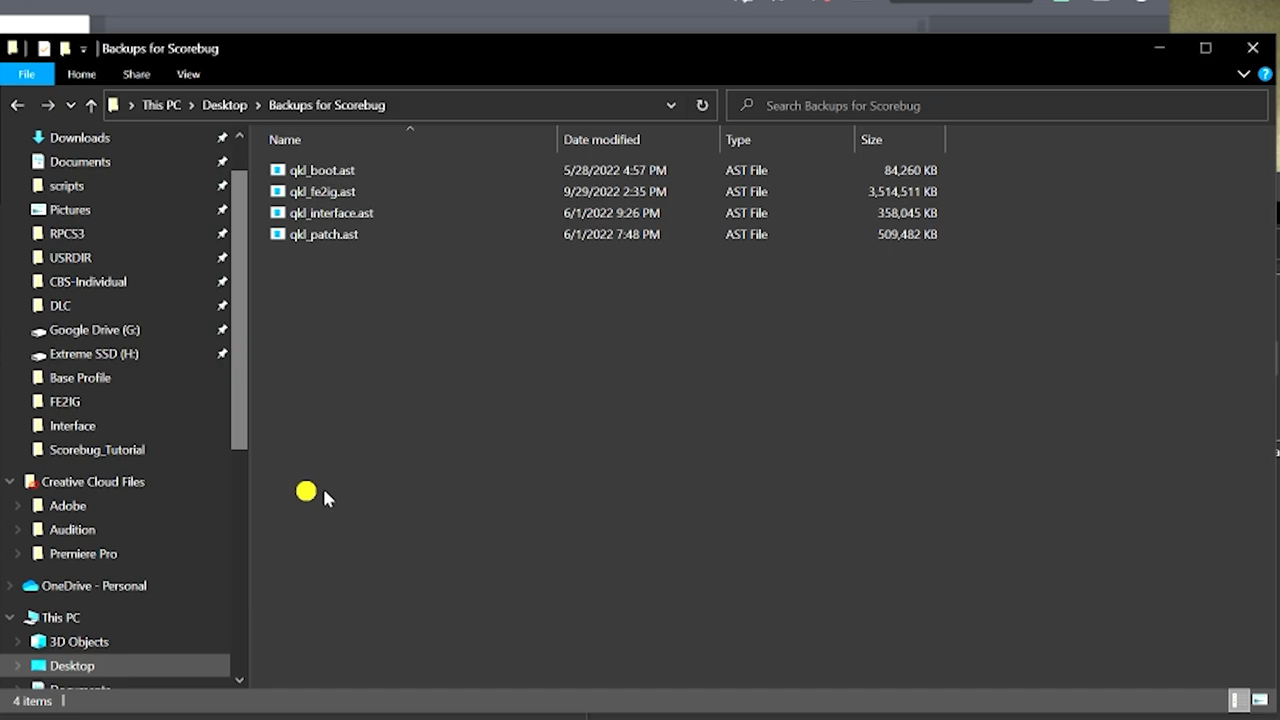 Backups for Scorebug
File Home Share View
This PC Desktop Backups for Scorebug Search Backups for Scorebug
Name Date modified Type Size
qkl_boot.ast 5/28/2022 4:57 PM AST File 84,260 KB
qkl_fe2ig.ast 9/29/2022 2:35 PM AST File 3,514,511 KB
qkl_interface.ast 6/1/2022 9:26 PM AST File 358,045 KB
qkl_patch.ast 6/1/2022 7:48 PM AST File 509,482 KB
Downloads
Documents
scripts
Pictures
RPCS3
USRDIR
CBS-Individual
DLC
Google Drive (G:)
Extreme SSD (H:)
Base Profile
FE2IG
Interface
Scorebug_Tutorial
Creative Cloud Files
Adobe
Audition
Premiere Pro
OneDrive - Personal
This PC
3D Objects
Desktop
4 items